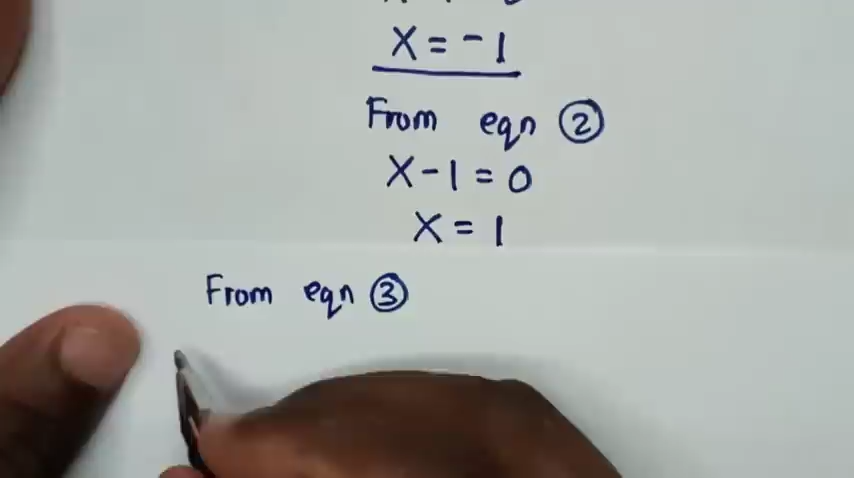 X = -1
From eqn ②
X - 1 = 0
X = 1
From eqn ③